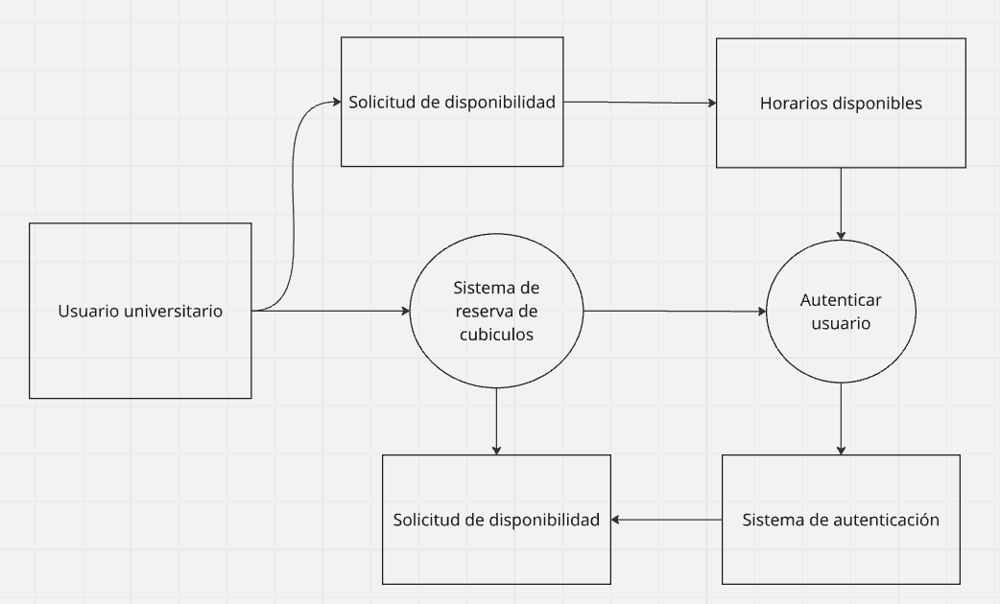 Solicitud de disponibilidad
Horarios disponibles
Usuario universitario
Sistema de
reserva de
cubiculos
Autenticar
usuario
Solicitud de disponibilidad
Sistema de autenticación